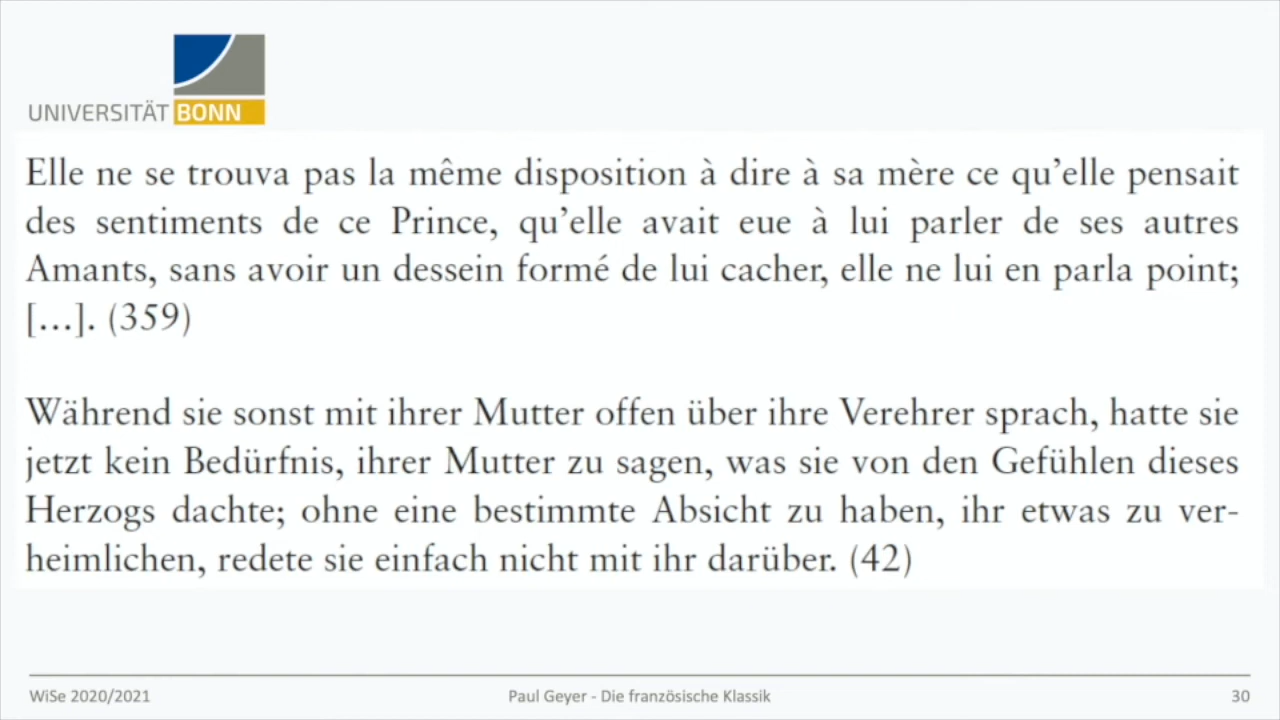 UNIVERSITÄT BONN
Elle ne se trouva pas la même disposition à dire à sa mère ce qu’elle pensait
des sentiments de ce Prince, qu’elle avait eue à lui parler de ses autres
Amants, sans avoir un dessein formé de lui cacher, elle ne lui en parla point;
[…]. (359)
Während sie sonst mit ihrer Mutter offen über ihre Verehrer sprach, hatte sie
jetzt kein Bedürfnis, ihrer Mutter zu sagen, was sie von den Gefühlen dieses
Herzogs dachte; ohne eine bestimmte Absicht zu haben, ihr etwas zu ver-
heimlichen, redete sie einfach nicht mit ihr darüber. (42)
WiSe 2020/2021 Paul Geyer - Die französische Klassik 30